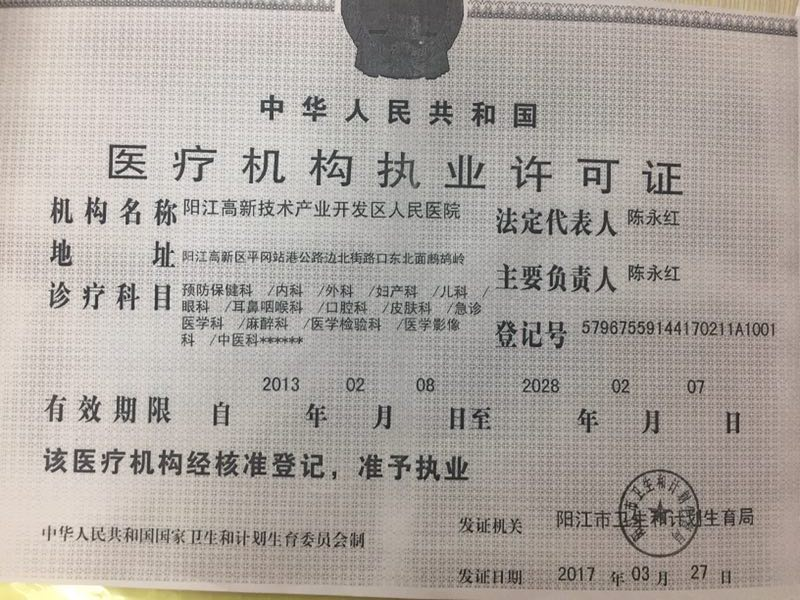 中华人民共和国
医疗机构执业许可证
机构名称 阳江高新技术产业开发区人民医院
法定代表人 陈永红
地址 阳江高新区平冈站港公路边北街路口东北面鹧鸪岭
主要负责人 陈永红
诊疗科目 预防保健科 /内科 /外科 /妇产科 /儿科 /
眼科 /耳鼻咽喉科 /口腔科 /皮肤科 /急诊
医学科 /麻醉科 /医学检验科 /医学影像
科 /中医科******
登记号 57967559144170211A1001
有效期限 自 2013 年 02 月 08 日至 2028 年 02 月 07 日
该医疗机构经核准登记，准予执业
中华人民共和国国家卫生和计划生育委员会制
发证机关 阳江市卫生和计划生育局
发证日期 2017 年 03 月 27 日